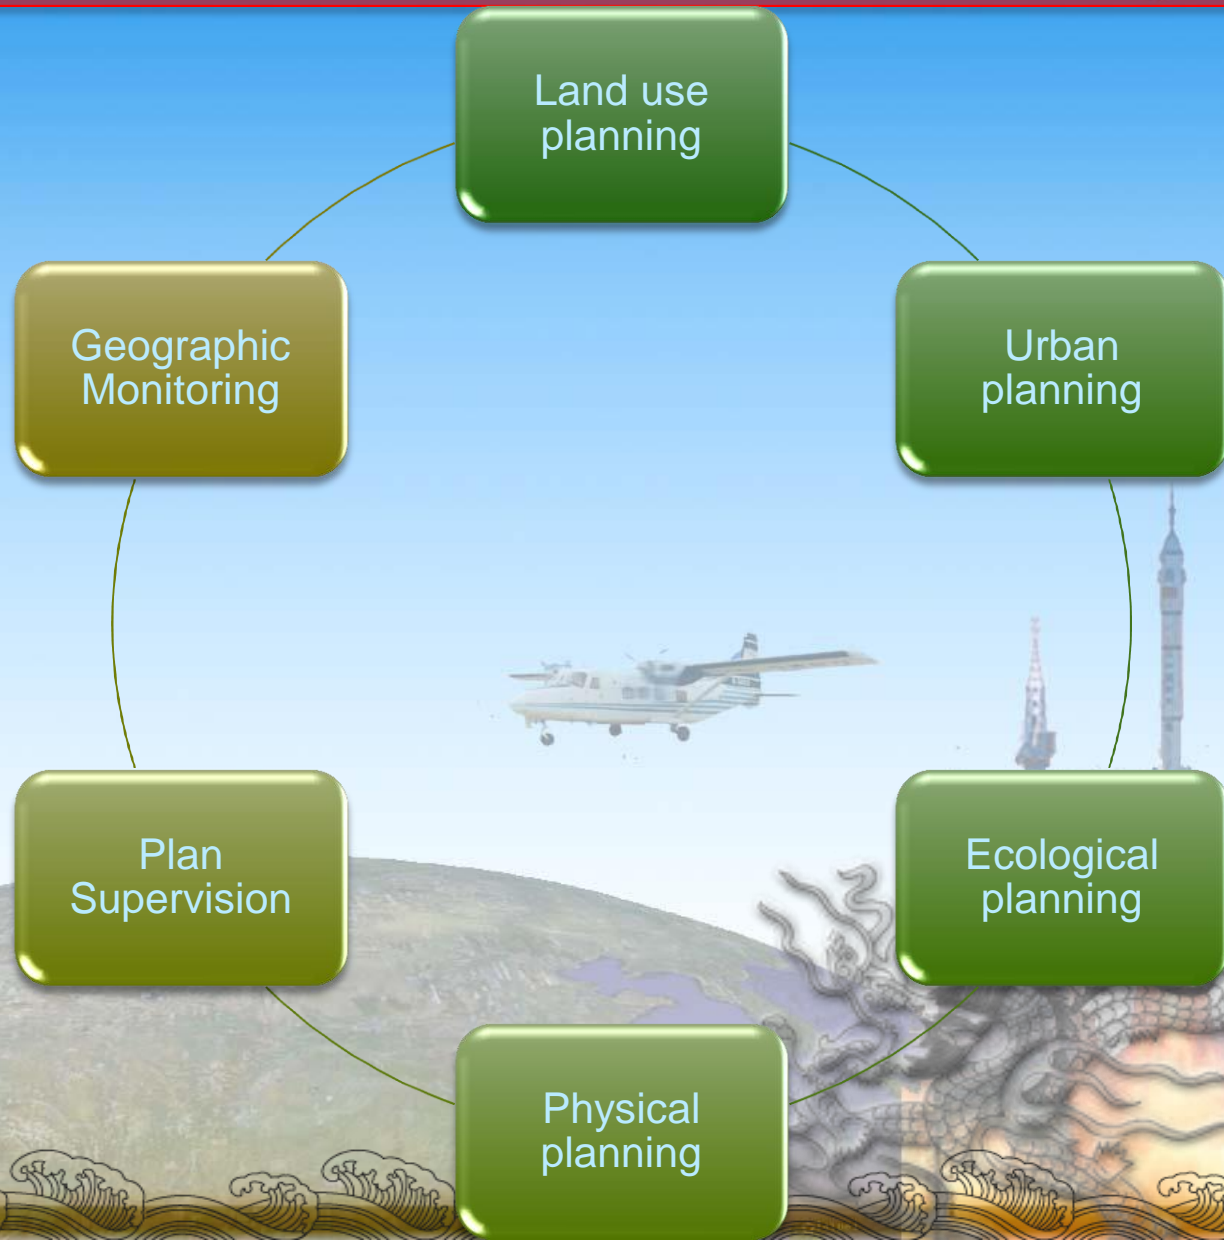 Land use
planning
Urban
planning
Ecological
planning
Physical
planning
Plan
Supervision
Geographic
Monitoring